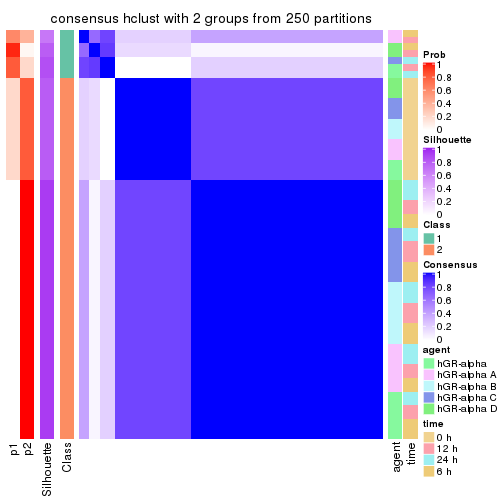 consensus hclust with 2 groups from 250 partitions
Prob
1
0.8
0.6
0.4
0.2
0
Silhouette
1
0.8
0.6
0.4
0.2
0
Class
1
2
Consensus
1
0.8
0.6
0.4
0.2
0
agent
hGR-alpha
hGR-alpha A
hGR-alpha B
hGR-alpha C
hGR-alpha D
time
0 h
12 h
24 h
6 h
p1
p2
Silhouette
Class
agent
time